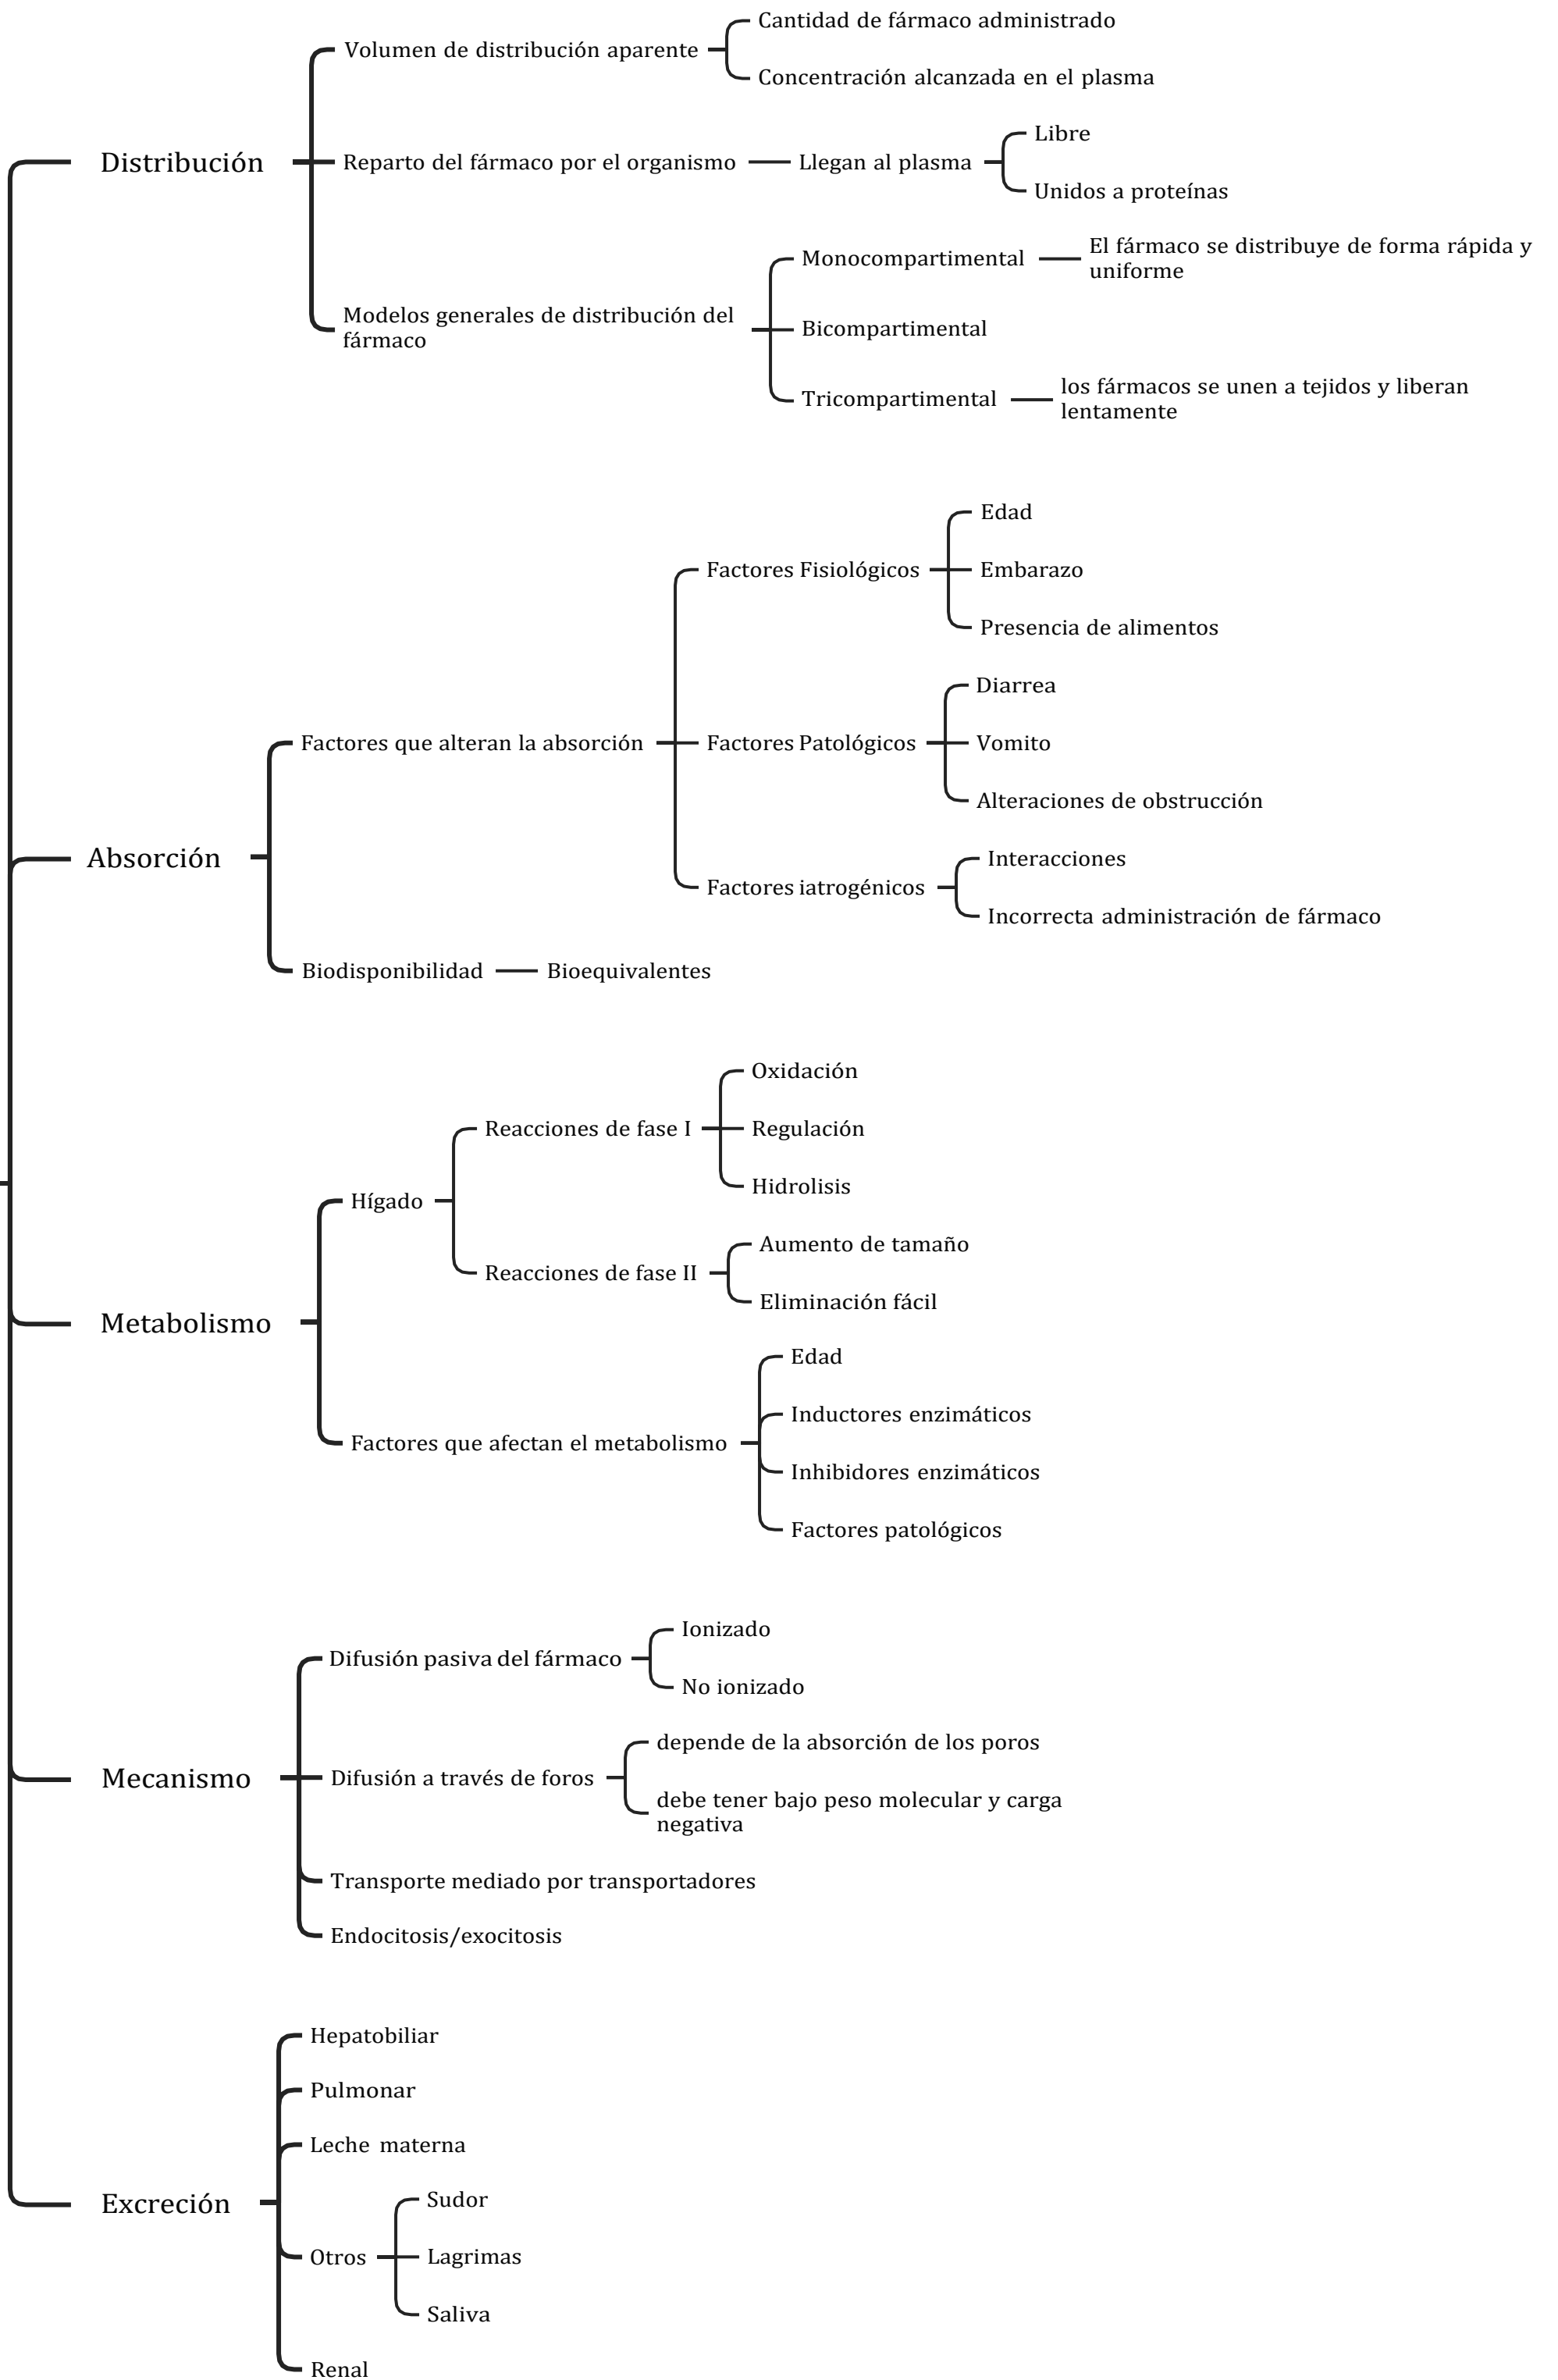 Cantidad de fármaco administrado
Volumen de distribución aparente
Concentración alcanzada en el plasma
Libre
Distribución
Reparto del fármaco por el organismo
Llegan al plasma
Unidos a proteínas
El fármaco se distribuye de forma rápida y
uniforme
Monocompartimental
Modelos generales de distribución del
fármaco
Bicompartimental
Tricompartimental
los fármacos se unen a tejidos y liberan
lentamente
Edad
Factores Fisiológicos
Embarazo
Presencia de alimentos
Diarrea
Factores que alteran la absorción
Factores Patológicos
Vomito
Alteraciones de obstrucción
Absorción
Interacciones
Factores iatrogénicos
Incorrecta administración de fármaco
Biodisponibilidad
Bioequivalentes
Oxidación
Reacciones de fase I
Regulación
Hidrolisis
Hígado
Aumento de tamaño
Reacciones de fase II
Eliminación fácil
Metabolismo
Edad
Inductores enzimáticos
Factores que afectan el metabolismo
Inhibidores enzimáticos
Factores patológicos
Ionizado
Difusión pasiva del fármaco
No ionizado
depende de la absorción de los poros
Mecanismo
Difusión a través de foros
debe tener bajo peso molecular y carga
negativa
Transporte mediado por transportadores
Endocitosis/exocitosis
Hepatobiliar
Pulmonar
Leche materna
Excreción
Sudor
Otros
Lagrimas
Saliva
Renal